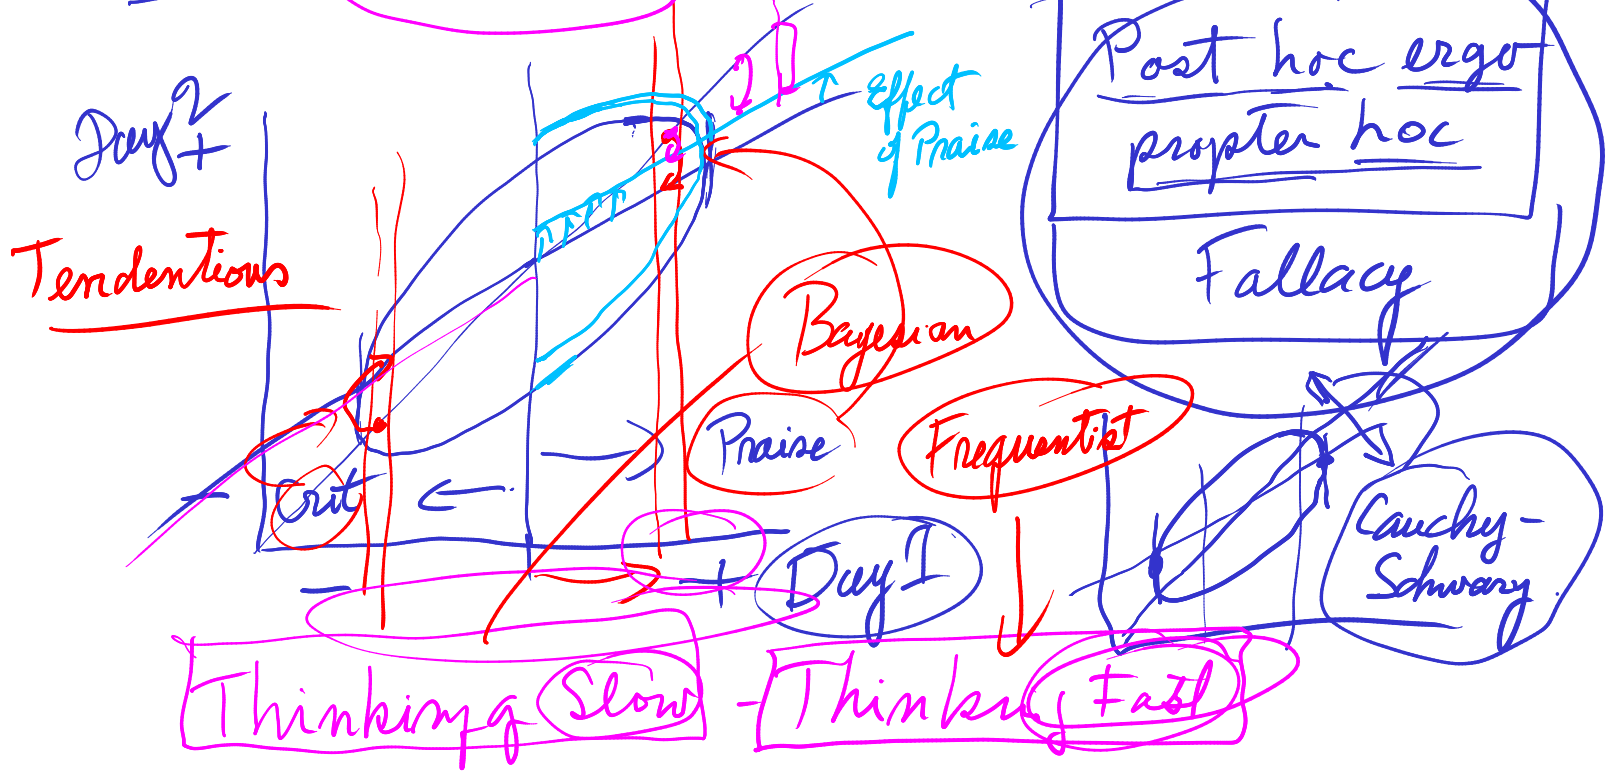 Day 2
+
Effect
of Praise
Post hoc ergo
propter hoc
Fallacy
Tendentious
Bayesian
Praise
Frequentist
- Crit
Cauchy-
Schwarz
- + Day 1
Thinking Slow - Thinking Fast